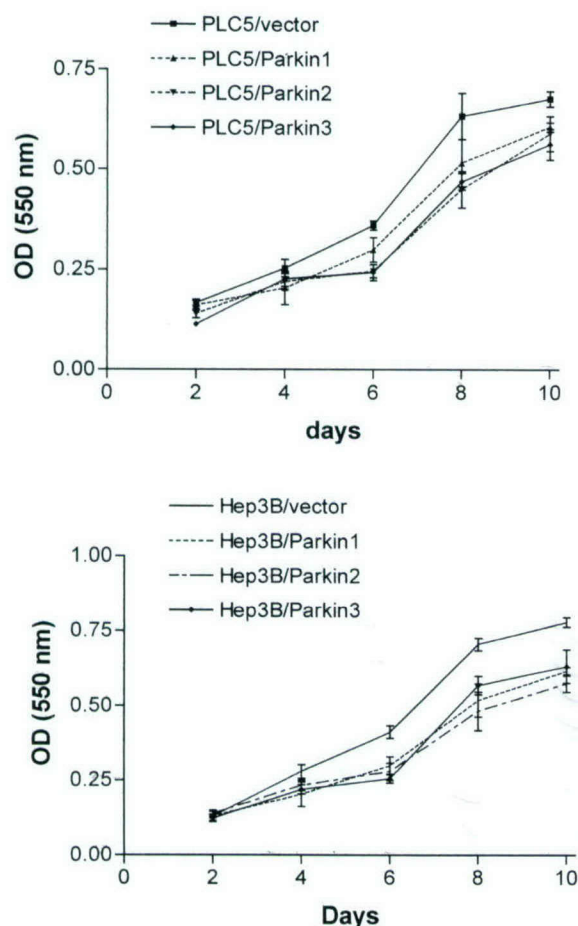 PLC5/vector
PLC5/Parkin1
PLC5/Parkin2
PLC5/Parkin3
0.75
0.50
0.25
0.00
OD (550 nm)
0 2 4 6 8 10
days
Hep3B/vector
Hep3B/Parkin1
Hep3B/Parkin2
Hep3B/Parkin3
1.00
0.75
0.50
0.25
0.00
OD (550 nm)
0 2 4 6 8 10
Days